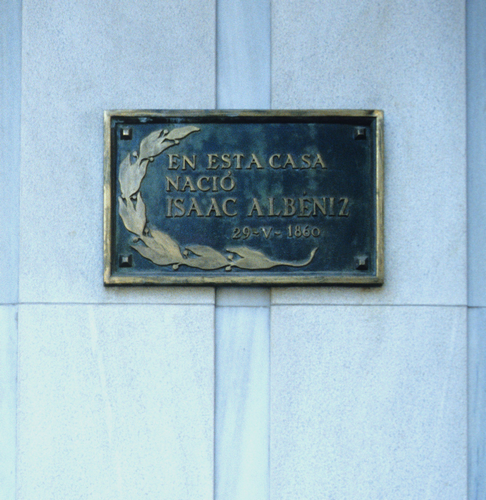 EN ESTA CASA
NACIÓ
ISAAC ALBÉNIZ
29-V-1860